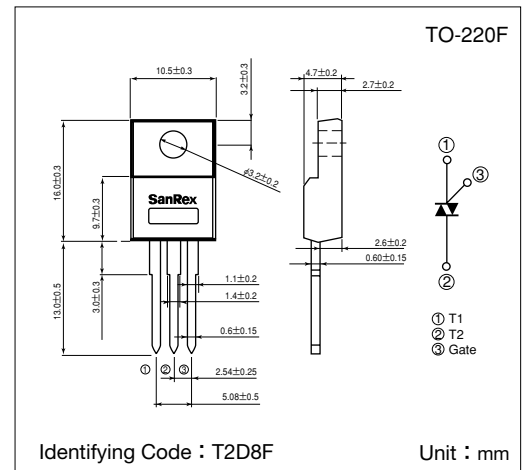 TO-220F
10.5±0.3
3.2±0.3
4.7±0.2
2.7±0.2
16.0±0.3
9.7±0.3
φ3.2±0.2
SanRex
13.0±0.5
3.0±0.3
1.1±0.2
1.4±0.2
0.6±0.15
2.6±0.2
0.60±0.15
① ② ③
2.54±0.25
5.08±0.5
①
③
②
① T1
② T2
③ Gate
Identifying Code：T2D8F
Unit：mm